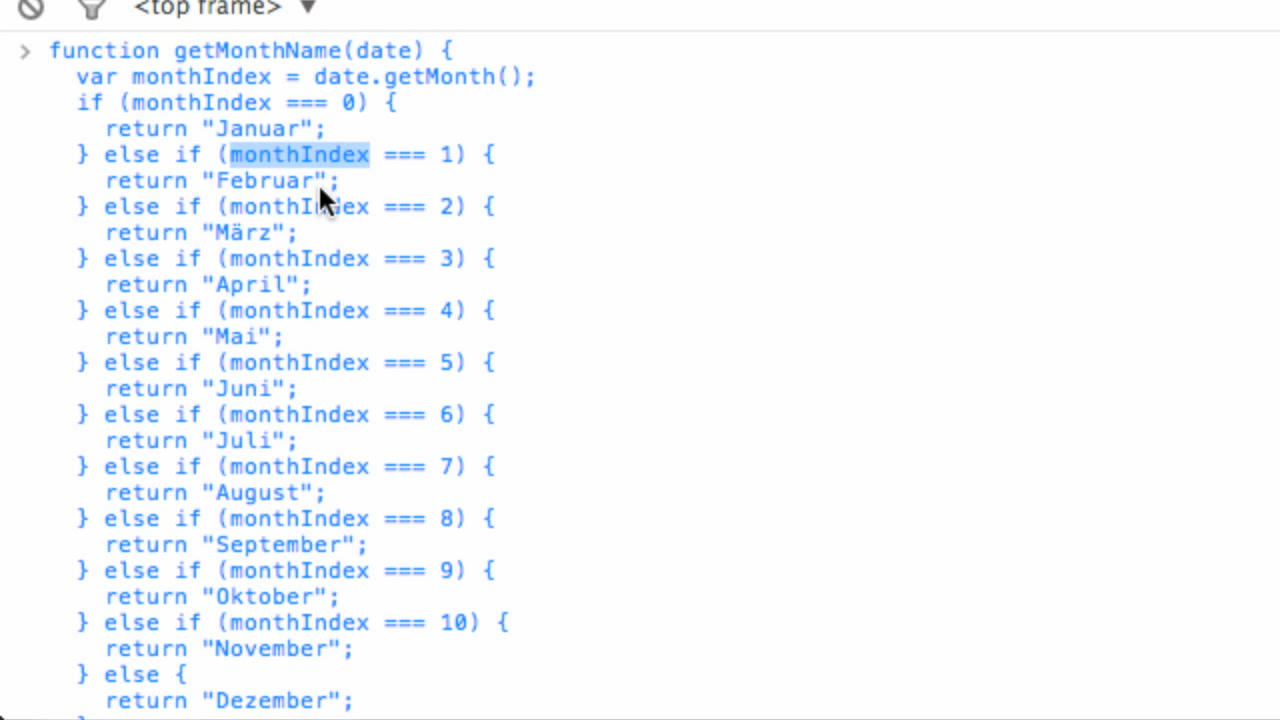 <top frame> ▼
> function getMonthName(date) {
var monthIndex = date.getMonth();
if (monthIndex === 0) {
return "Januar";
} else if (monthIndex === 1) {
return "Februar";
} else if (monthIndex === 2) {
return "März";
} else if (monthIndex === 3) {
return "April";
} else if (monthIndex === 4) {
return "Mai";
} else if (monthIndex === 5) {
return "Juni";
} else if (monthIndex === 6) {
return "Juli";
} else if (monthIndex === 7) {
return "August";
} else if (monthIndex === 8) {
return "September";
} else if (monthIndex === 9) {
return "Oktober";
} else if (monthIndex === 10) {
return "November";
} else {
return "Dezember";